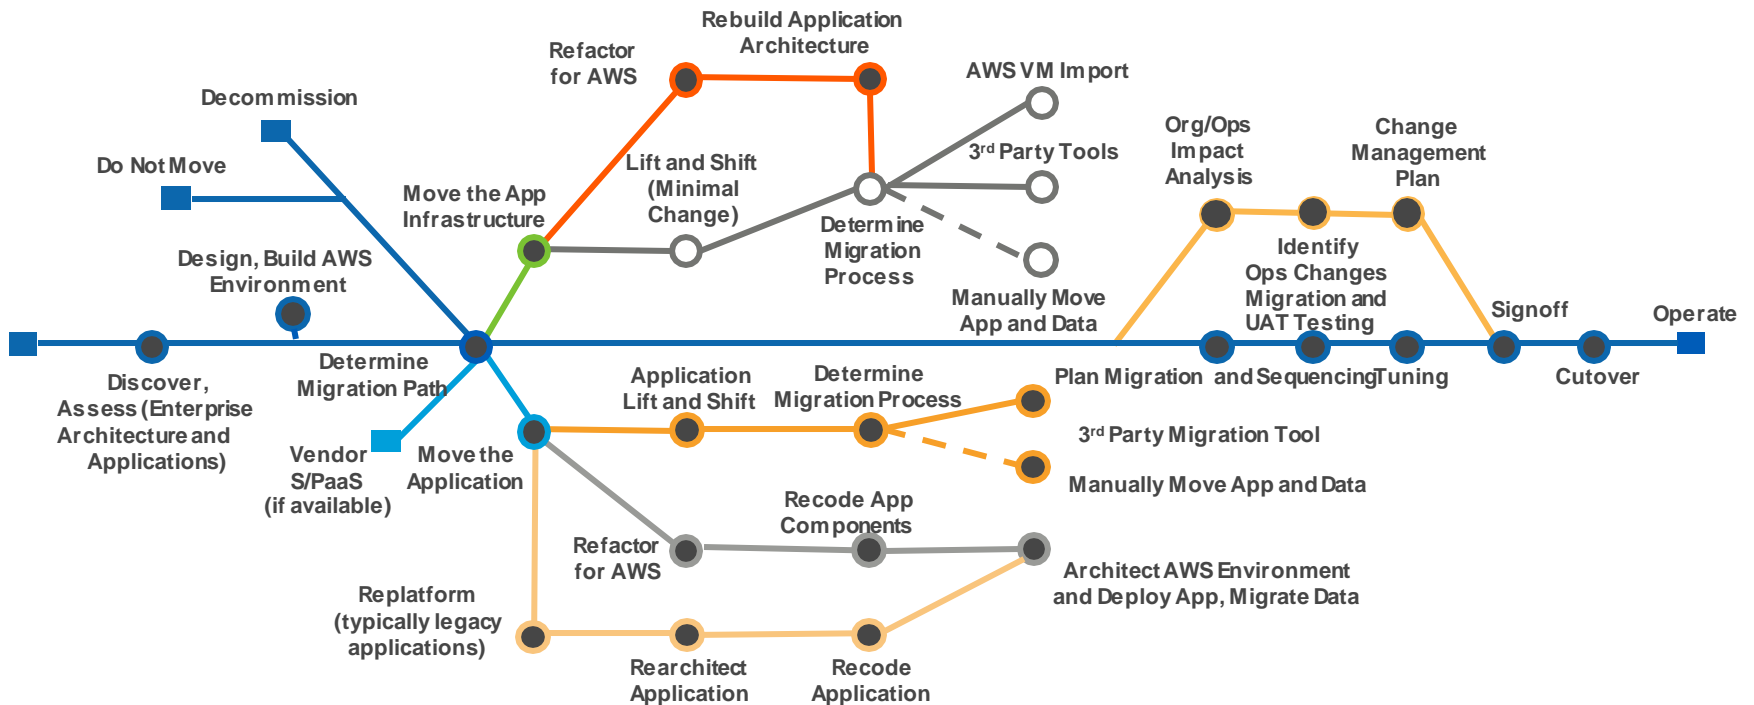 Rebuild Application
Architecture
Refactor
for AWS
AWS VM Import
Decommission
Org/Ops
Impact
Analysis
Change
Management
Plan
3rd Party Tools
Do Not Move
Lift and Shift
(Minimal
Change)
Move the App
Infrastructure
Determine
Migration
Process
Design, Build AWS
Environment
Identify
Ops Changes
Migration and
UAT Testing
Manually Move
App and Data
Signoff
Operate
Determine
Migration Path
Discover,
Assess (Enterprise
Architecture and
Applications)
Application
Lift and Shift
Determine
Migration Process
Plan Migration and Sequencing
Tuning
Cutover
Vendor
S/PaaS
(if available)
Move the
Application
3rd Party Migration Tool
Manually Move App and Data
Recode App
Components
Refactor
for AWS
Architect AWS Environment
and Deploy App, Migrate Data
Replatform
(typically legacy
applications)
Rearchitect
Application
Recode
Application